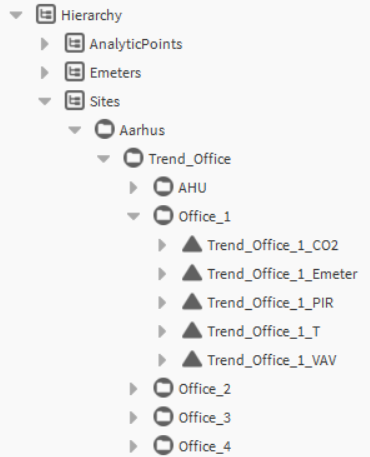 Hierarchy
AnalyticPoints
Emeters
Sites
Aarhus
Trend_Office
AHU
Office_1
Trend_Office_1_CO2
Trend_Office_1_Emeter
Trend_Office_1_PIR
Trend_Office_1_T
Trend_Office_1_VAV
Office_2
Office_3
Office_4